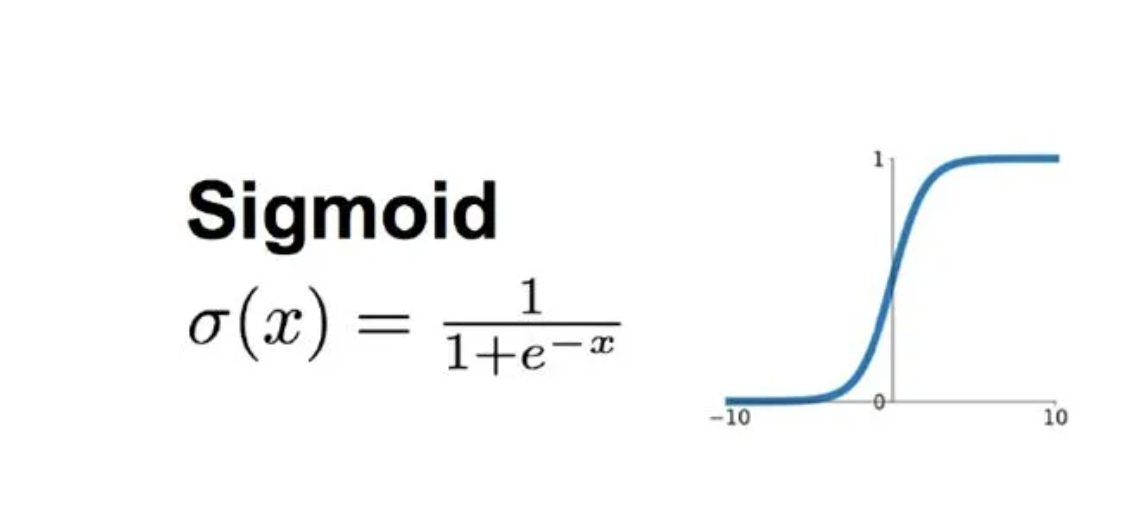 Sigmoid
σ(x) = 1/(1+e^{-x})
1
0
-10
10